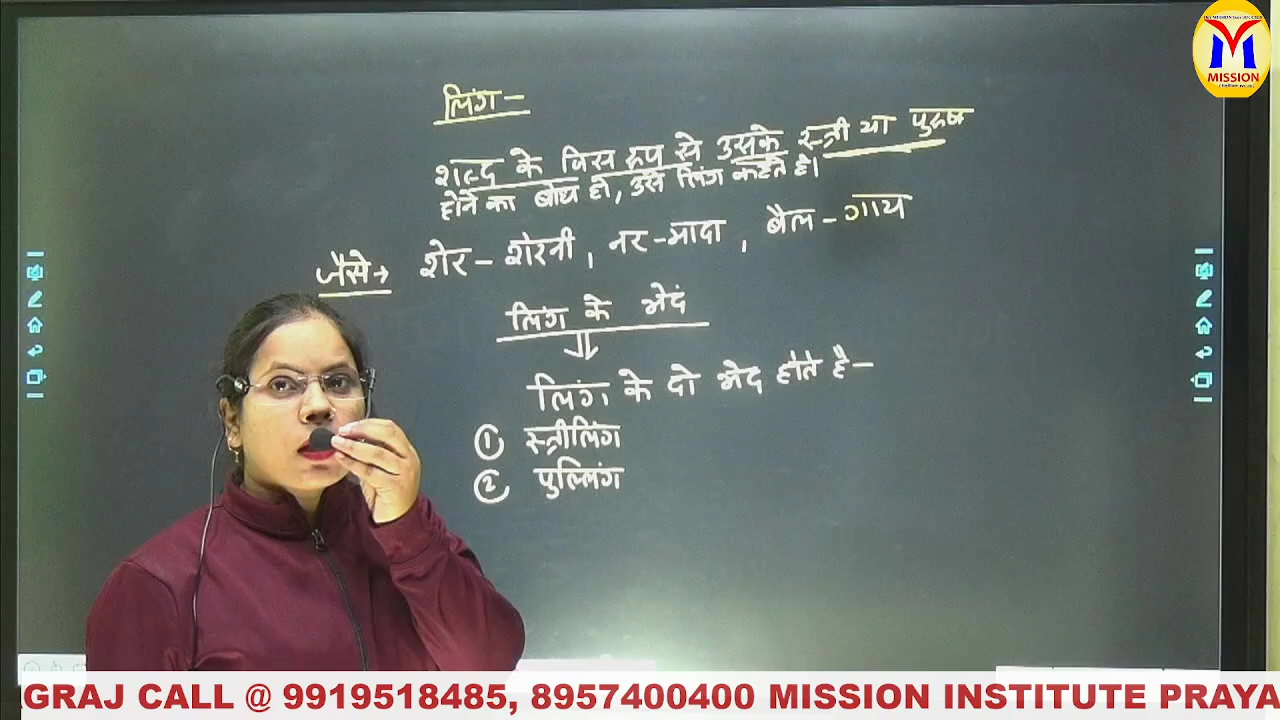 लिंग -
शब्द के जिस रूप से उसके स्त्री या पुरुष
होने का बोध हो, उसे लिंग कहते है।
जैसे→ शेर - शेरनी, नर - मादा, बैल - गाय
लिंग के भेद
⇓
लिंग के दो भेद होते है -
① स्त्रीलिंग
② पुल्लिंग
MISSION
GRAJ CALL @ 9919518485, 8957400400 MISSION INSTITUTE PRAYA